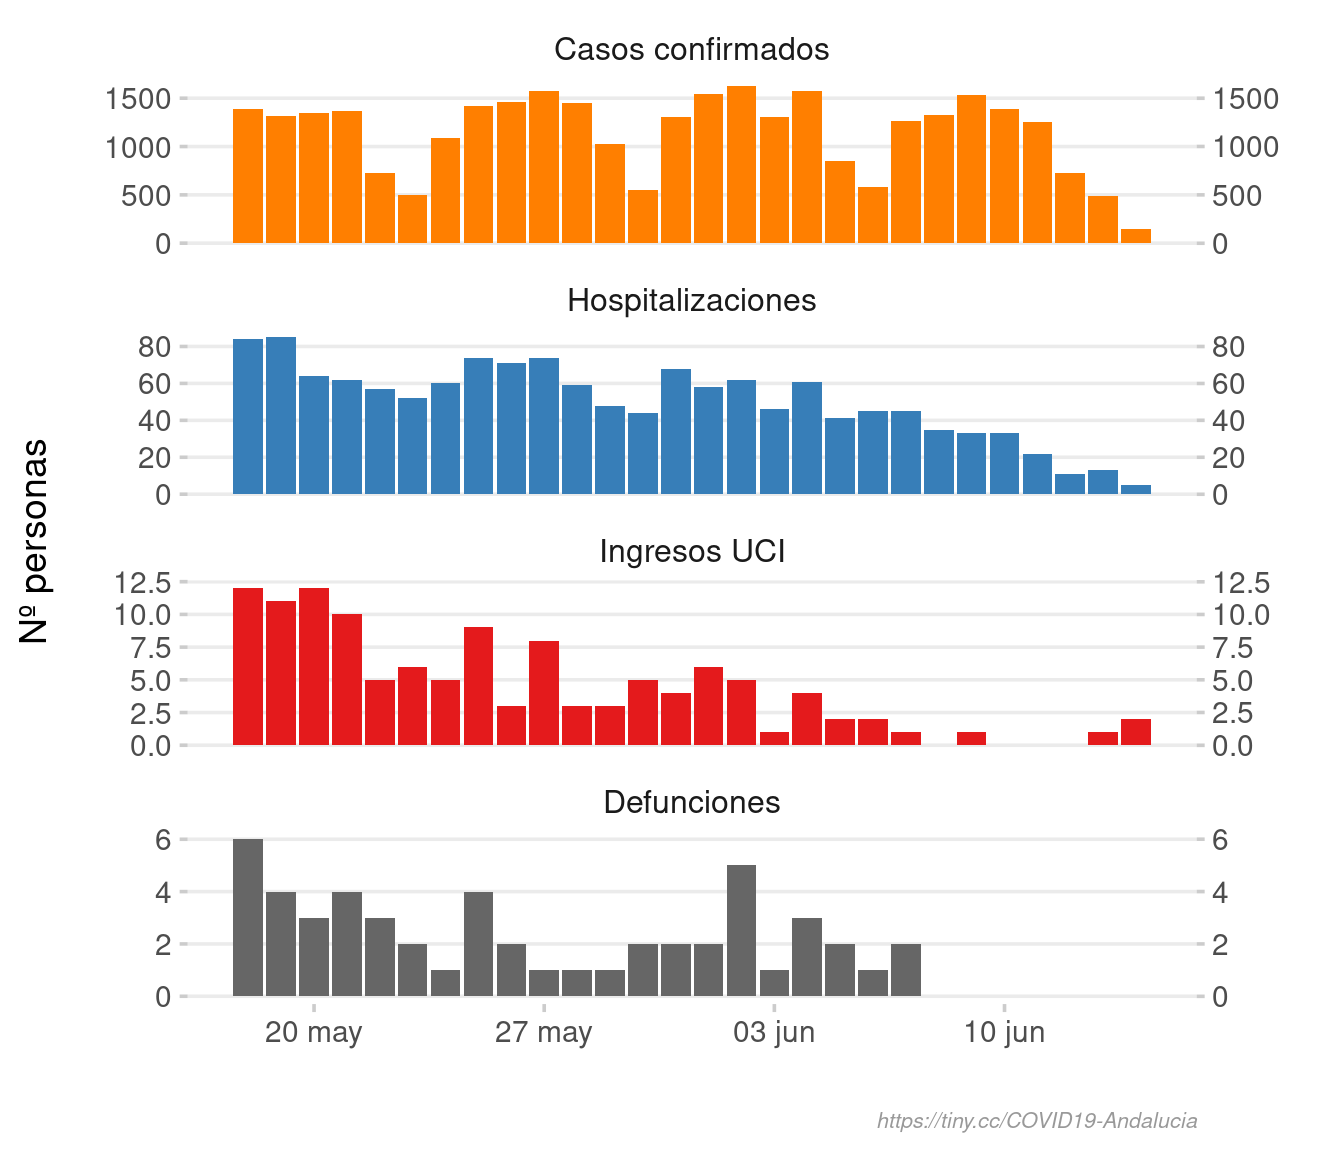 Casos confirmados
1500 1500
1000 1000
500 500
0 0
Hospitalizaciones
80 80
60 60
40 40
20 20
0 0
Nº personas
Ingresos UCI
12.5 12.5
10.0 10.0
7.5 7.5
5.0 5.0
2.5 2.5
0.0 0.0
Defunciones
6 6
4 4
2 2
0 0
20 may 27 may 03 jun 10 jun
https://tiny.cc/COVID19-Andalucia